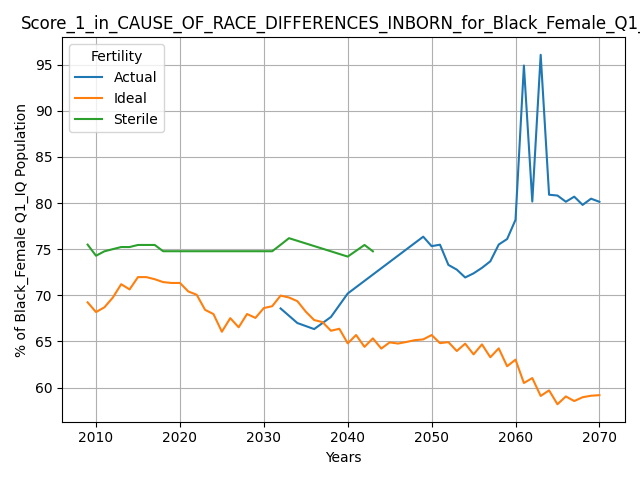 Score_1_in_CAUSE_OF_RACE_DIFFERENCES_INBORN_for_Black_Female_Q1_
Fertility
Actual
Ideal
Sterile
% of Black_Female Q1_IQ Population
95
90
85
80
75
70
65
60
2010 2020 2030 2040 2050 2060 2070
Years